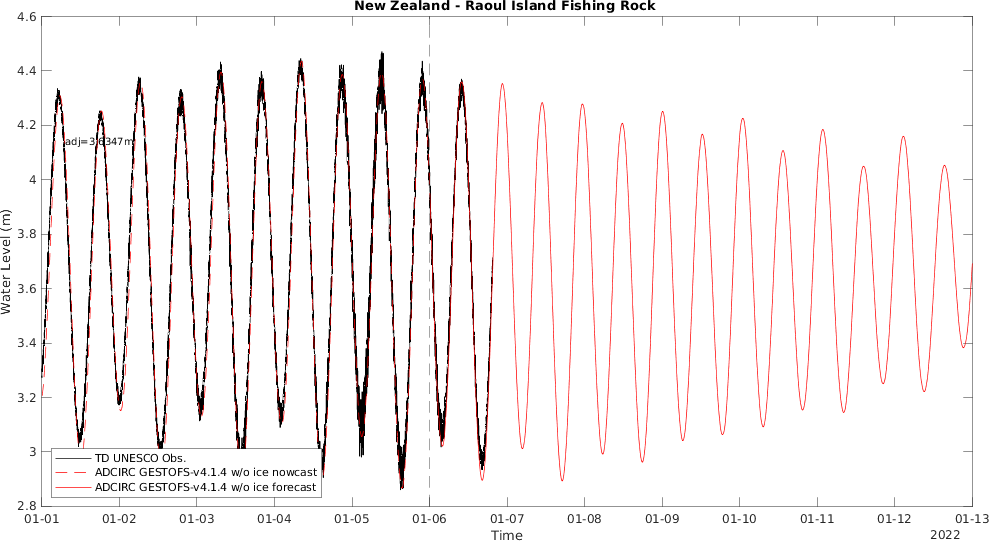 New Zealand - Raoul Island Fishing Rock
4.6
4.4
4.2
4
3.8
3.6
3.4
3.2
3
2.8
Water Level (m)
adj=3.6347m
TD UNESCO Obs.
ADCIRC GESTOFS-v4.1.4 w/o ice nowcast
ADCIRC GESTOFS-v4.1.4 w/o ice forecast
01-01 01-02 01-03 01-04 01-05 01-06 01-07 01-08 01-09 01-10 01-11 01-12 01-13
Time
2022